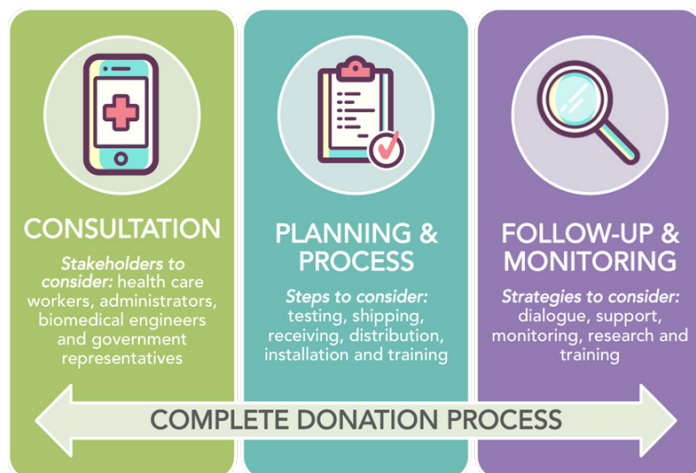 CONSULTATION
Stakeholders to
consider: health care
workers, administrators,
biomedical engineers
and government
representatives
PLANNING &
PROCESS
Steps to consider:
testing, shipping,
receiving, distribution,
installation and training
FOLLOW-UP &
MONITORING
Strategies to consider:
dialogue, support,
monitoring, research and
training
COMPLETE DONATION PROCESS